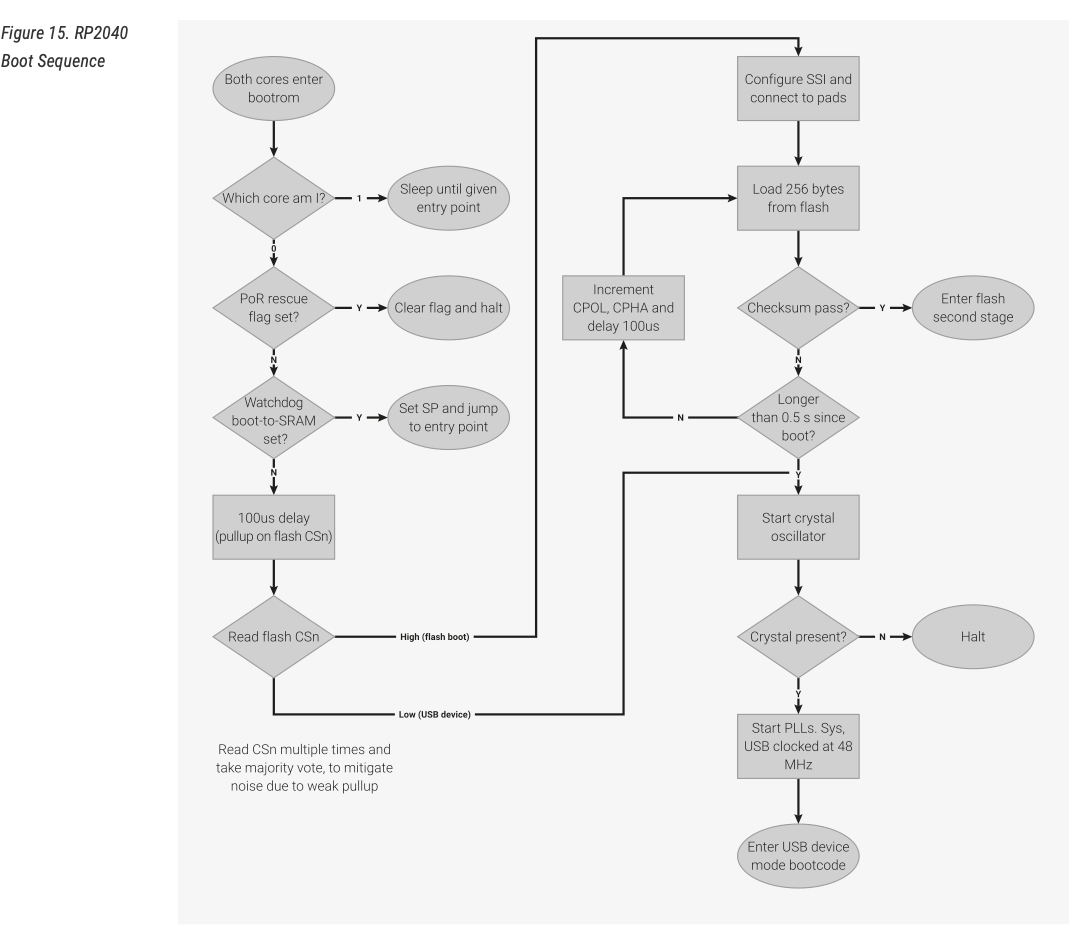 Figure 15. RP2040
Boot Sequence
Both cores enter
bootrom
Which core am I?
1
Sleep until given
entry point
0
PoR rescue
flag set?
Y
Clear flag and halt
N
Watchdog
boot-to-SRAM
set?
Y
Set SP and jump
to entry point
N
100us delay
(pullup on flash CSn)
Read flash CSn
High (flash boot)
Low (USB device)
Read CSn multiple times and
take majority vote, to mitigate
noise due to weak pullup
Configure SSI and
connect to pads
Load 256 bytes
from flash
Increment
CPOL, CPHA and
delay 100us
Checksum pass?
Y
Enter flash
second stage
N
Longer
than 0.5 s since
boot?
N
Y
Start crystal
oscillator
Crystal present?
N
Halt
Y
Start PLLs. Sys,
USB clocked at 48
MHz
Enter USB device
mode bootcode